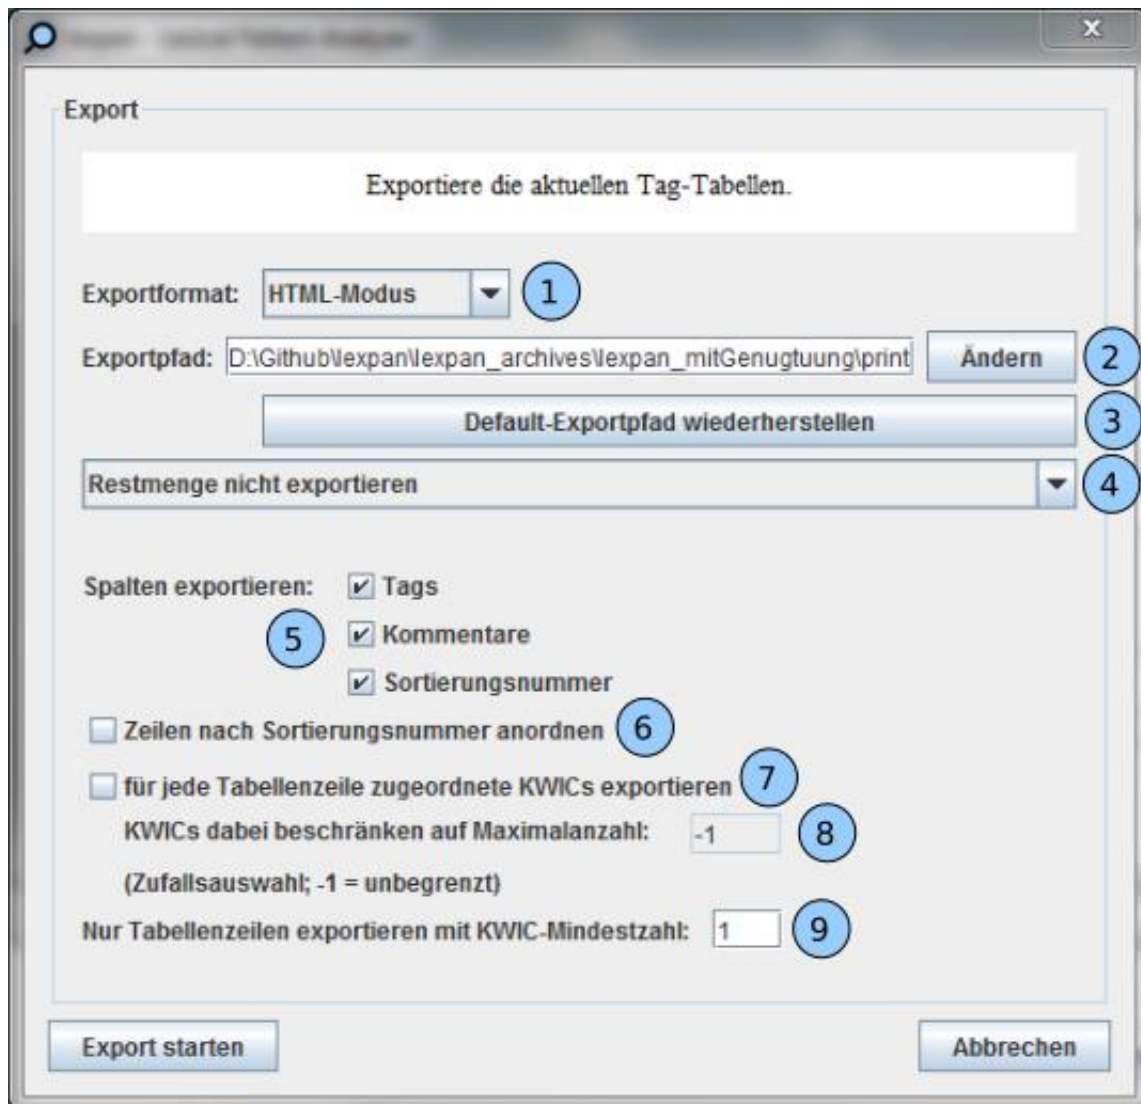 Export
Exportiere die aktuellen Tag-Tabellen.
Exportformat: HTML-Modus 1
Exportpfad: D:\Github\lexpan\lexpan_archives\lexpan_mitGenugtuung\print Ändern 2
Default-Exportpfad wiederherstellen 3
Restmenge nicht exportieren 4
Spalten exportieren: Tags
5 Kommentare
Sortierungsnummer
Zeilen nach Sortierungsnummer anordnen 6
für jede Tabellenzeile zugeordnete KWICs exportieren 7
KWICs dabei beschränken auf Maximalanzahl: -1 8
(Zufallsauswahl; -1 = unbegrenzt)
Nur Tabellenzeilen exportieren mit KWIC-Mindestzahl: 1 9
Export starten Abbrechen